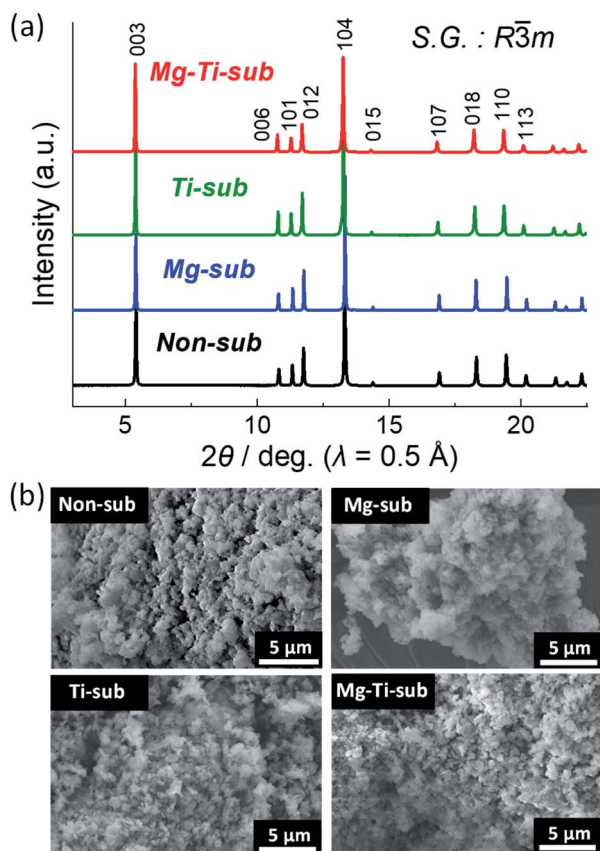 (a)
S.G. : R3̅m
003
006
101
012
104
015
107
018
110
113
Mg-Ti-sub
Ti-sub
Mg-sub
Non-sub
Intensity (a.u.)
5
10
15
20
2θ / deg. (λ = 0.5 Å)
(b)
Non-sub
5 μm
Mg-sub
5 μm
Ti-sub
5 μm
Mg-Ti-sub
5 μm